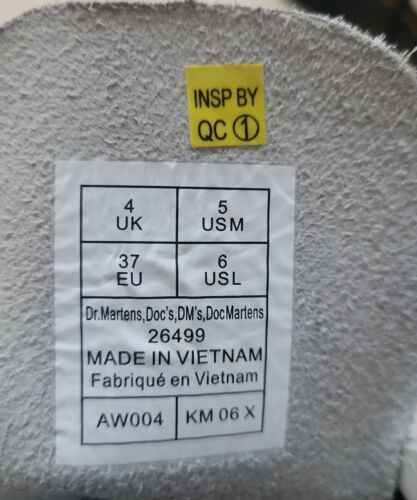 INSP BY
QC ①
4 5
UK USM
37 6
EU USL
Dr.Martens,Doc's,DM's,DocMartens
26499
MADE IN VIETNAM
Fabriqué en Vietnam
AW004 KM 06 X